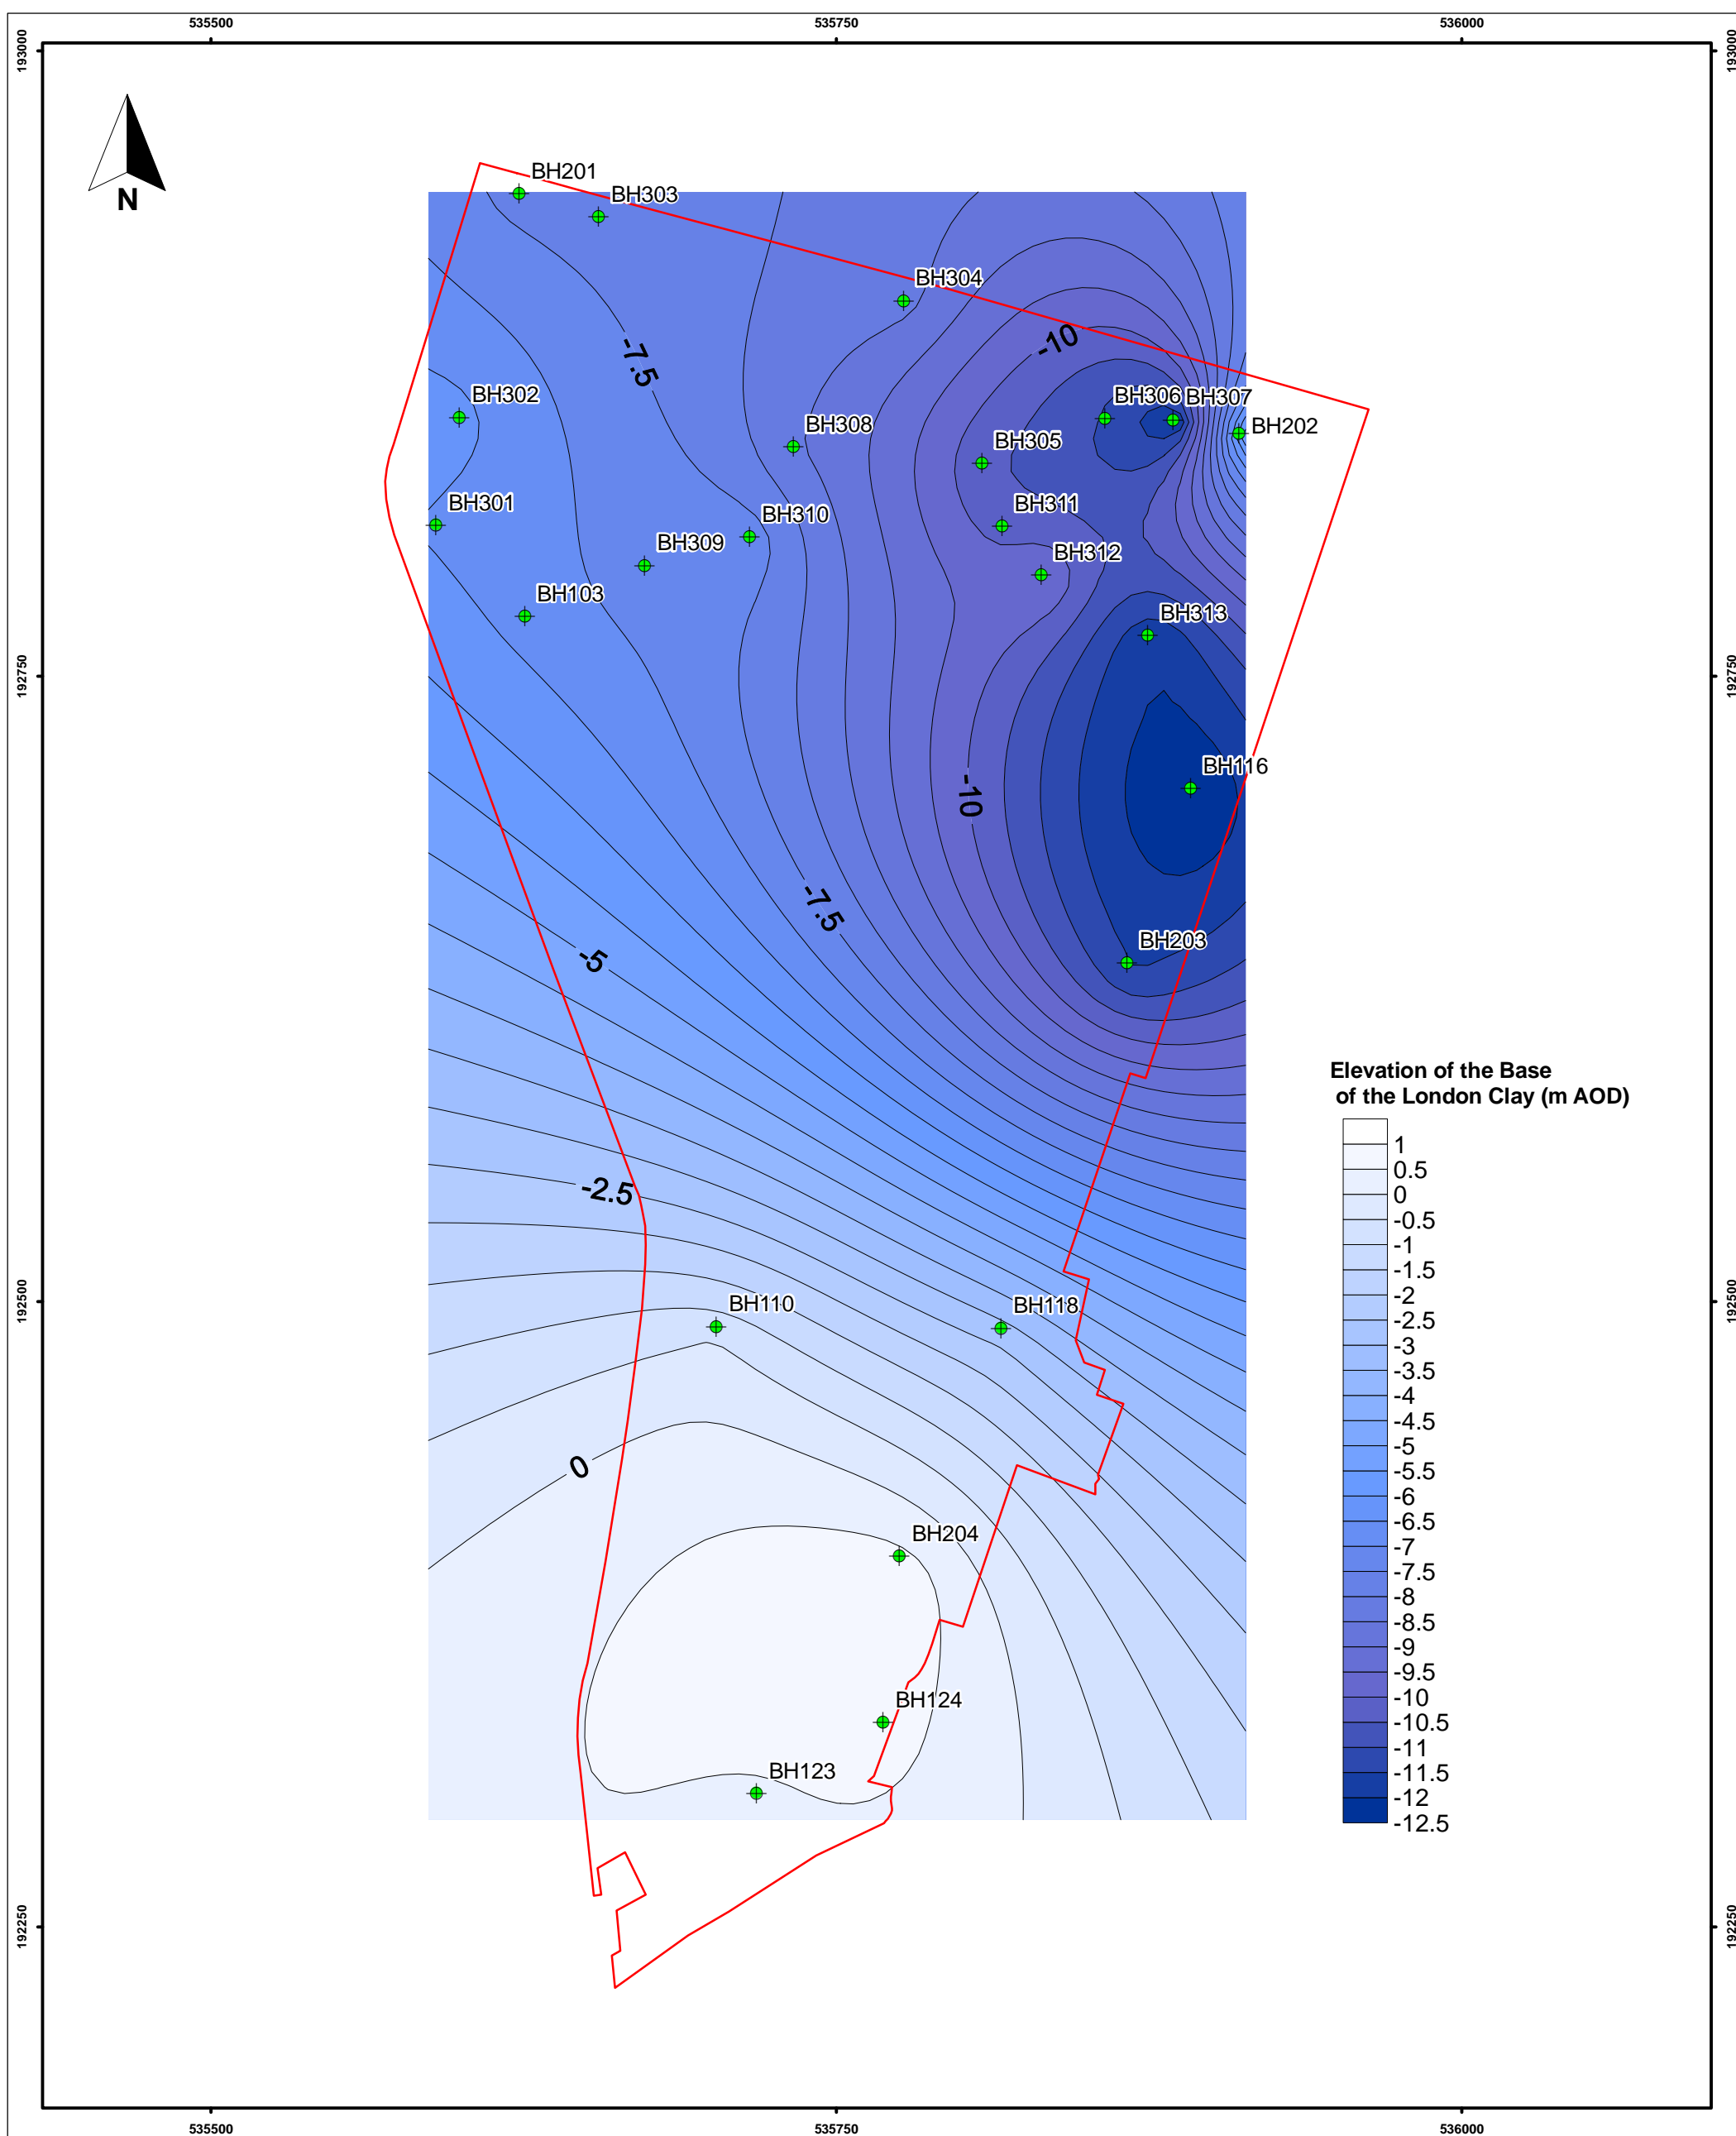 535500
535750
536000
193000
193000
N
BH201
BH303
BH304
-10
-7.5
BH302
BH306
BH307
BH202
BH308
BH305
BH301
BH310
BH311
BH309
BH312
BH103
BH313
192750
192750
BH116
-10
-7.5
BH203
-5
Elevation of the Base
of the London Clay (m AOD)
1
0.5
0
-0.5
-1
-1.5
-2
-2.5
-3
-3.5
-4
-4.5
-5
-5.5
-6
-6.5
-7
-7.5
-8
-8.5
-9
-9.5
-10
-10.5
-11
-11.5
-12
-12.5
-2.5
192500
192500
BH110
BH118
0
BH204
BH124
BH123
192250
192250
535500
535750
536000